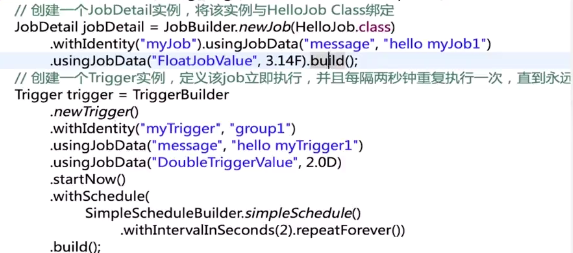 // 创建一个JobDetail实例，将该实例与HelloJob Class绑定
JobDetail jobDetail = JobBuilder.newJob(HelloJob.class)
.withIdentity("myJob").usingJobData("message", "hello myJob1")
.usingJobData("FloatJobValue", 3.14F).build();
// 创建一个Trigger实例，定义该job立即执行，并且每隔两秒钟重复执行一次，直到永远
Trigger trigger = TriggerBuilder
.newTrigger()
.withIdentity("myTrigger", "group1")
.usingJobData("message", "hello myTrigger1")
.usingJobData("DoubleTriggerValue", 2.0D)
.startNow()
.withSchedule(
SimpleScheduleBuilder.simpleSchedule()
.withIntervalInSeconds(2).repeatForever())
.build();